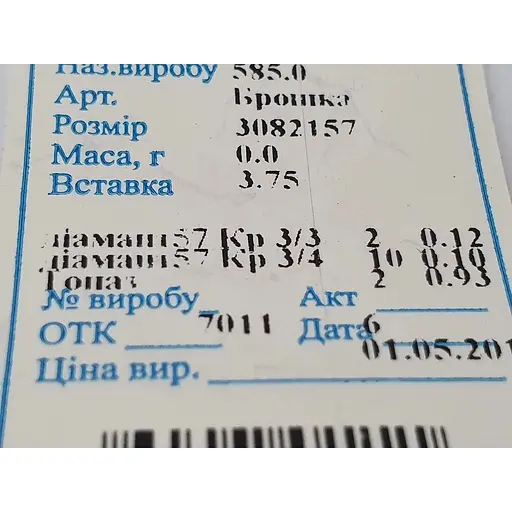 Наз.виробу 585.0
Арт. Брошка
Розмір 3082157
Маса, г 0.0
Вставка 3.75
діамант57 Кр 3/3 2 0.12
діамант57 Кр 3/4 10 0.10
Топаз 2 0.93
№ виробу Акт
ОТК 7011 Дата 6
01.05.201
Ціна вир.